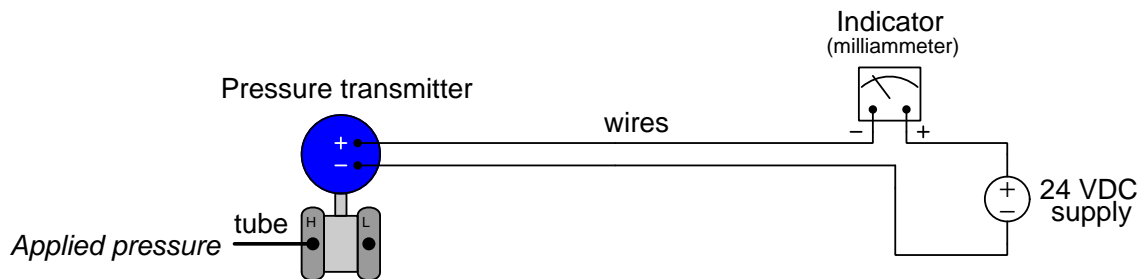 Indicator
(milliammeter)
Pressure transmitter
wires
− +
+
−
+
−
24 VDC
supply
H L
tube
Applied pressure